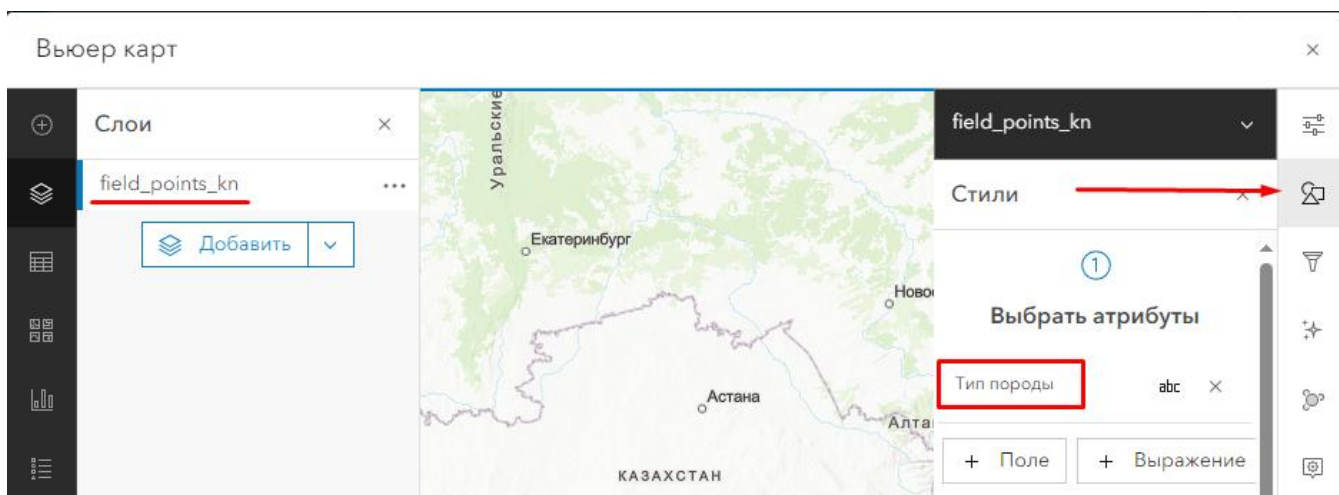 Вьюер карт
Слои
field_points_kn
Добавить
Уральские
Екатеринбург
Ново
Астана
Алта
КАЗАХСТАН
field_points_kn
Стили
1
Выбрать атрибуты
Тип породы abc
+ Поле + Выражение